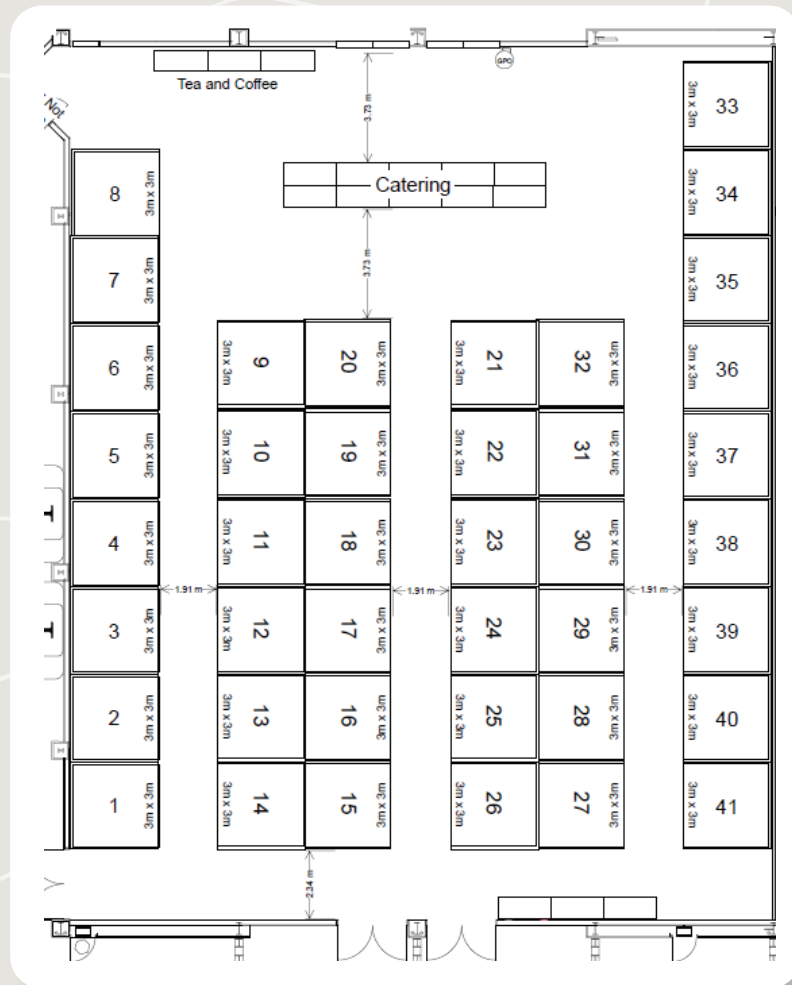 Not
Tea and Coffee
GPO
3.73 m
Catering
3.73 m
33
3m x 3m
8
3m x 3m
34
3m x 3m
7
3m x 3m
35
3m x 3m
6
3m x 3m
9
3m x 3m
20
3m x 3m
21
3m x 3m
32
3m x 3m
36
3m x 3m
5
3m x 3m
10
3m x 3m
19
3m x 3m
22
3m x 3m
31
3m x 3m
37
3m x 3m
4
3m x 3m
11
3m x 3m
18
3m x 3m
23
3m x 3m
30
3m x 3m
38
3m x 3m
1.91 m
1.91 m
1.91 m
3
3m x 3m
12
3m x 3m
17
3m x 3m
24
3m x 3m
29
3m x 3m
39
3m x 3m
2
3m x 3m
13
3m x 3m
16
3m x 3m
25
3m x 3m
28
3m x 3m
40
3m x 3m
1
3m x 3m
14
3m x 3m
15
3m x 3m
26
3m x 3m
27
3m x 3m
41
3m x 3m
2.34 m